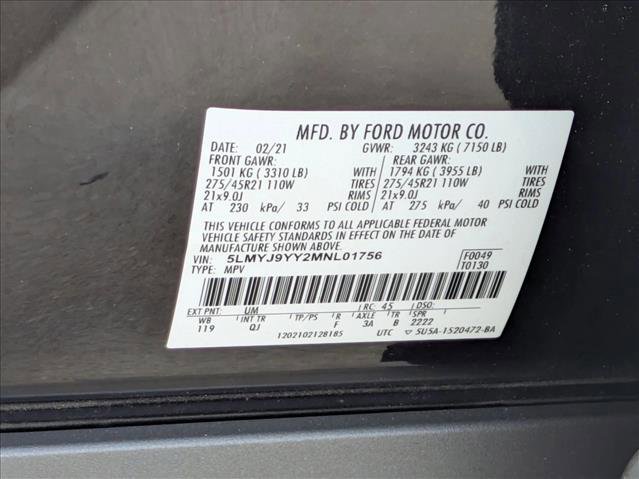 MFD. BY FORD MOTOR CO.
DATE: 02/21 GVWR: 3243 KG ( 7150 LB)
FRONT GAWR: REAR GAWR:
1501 KG ( 3310 LB) 1794 KG ( 3955 LB)
275/45R21 110W TIRES 275/45R21 110W TIRES
21x9.0J RIMS 21x9.0J RIMS
AT 230 kPa/ 33 PSI COLD AT 275 kPa/ 40 PSI COLD
THIS VEHICLE CONFORMS TO ALL APPLICABLE FEDERAL MOTOR
VEHICLE SAFETY STANDARDS IN EFFECT ON THE DATE OF
MANUFACTURE SHOWN ABOVE.
VIN: 5LMYJ9YY2MNL01756 F0049
TYPE: MPV T0130
EXT PNT: UM RC: 45 DSO:
WB INT TR TP/PS R AXLE TR SPR
119 QJ F 3A B 2222
1202102128185 UTC ▽ 5U5A-1520472-BA